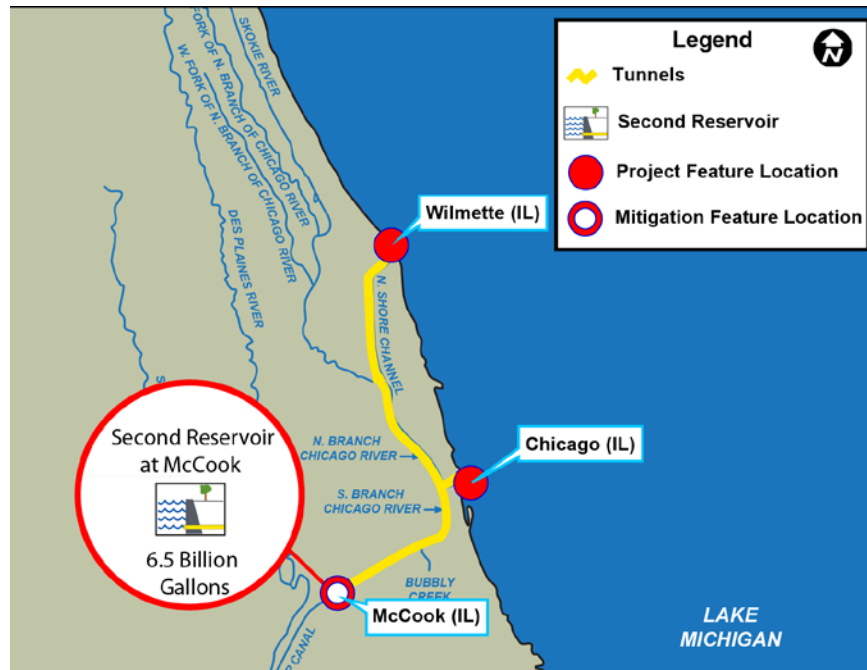 Legend
N
Tunnels
Second Reservoir
Project Feature Location
Mitigation Feature Location
SKOKIE RIVER
FORK OF N. BRANCH OF CHICAGO RIVER
W. FORK OF N. BRANCH OF CHICAGO RIVER
DES PLAINES RIVER
Wilmette (IL)
N. SHORE CHANNEL
Second Reservoir
at McCook
6.5 Billion
Gallons
N. BRANCH
CHICAGO RIVER
Chicago (IL)
S. BRANCH
CHICAGO RIVER
BUBBLY
CREEK
McCook (IL)
CANAL
LAKE
MICHIGAN